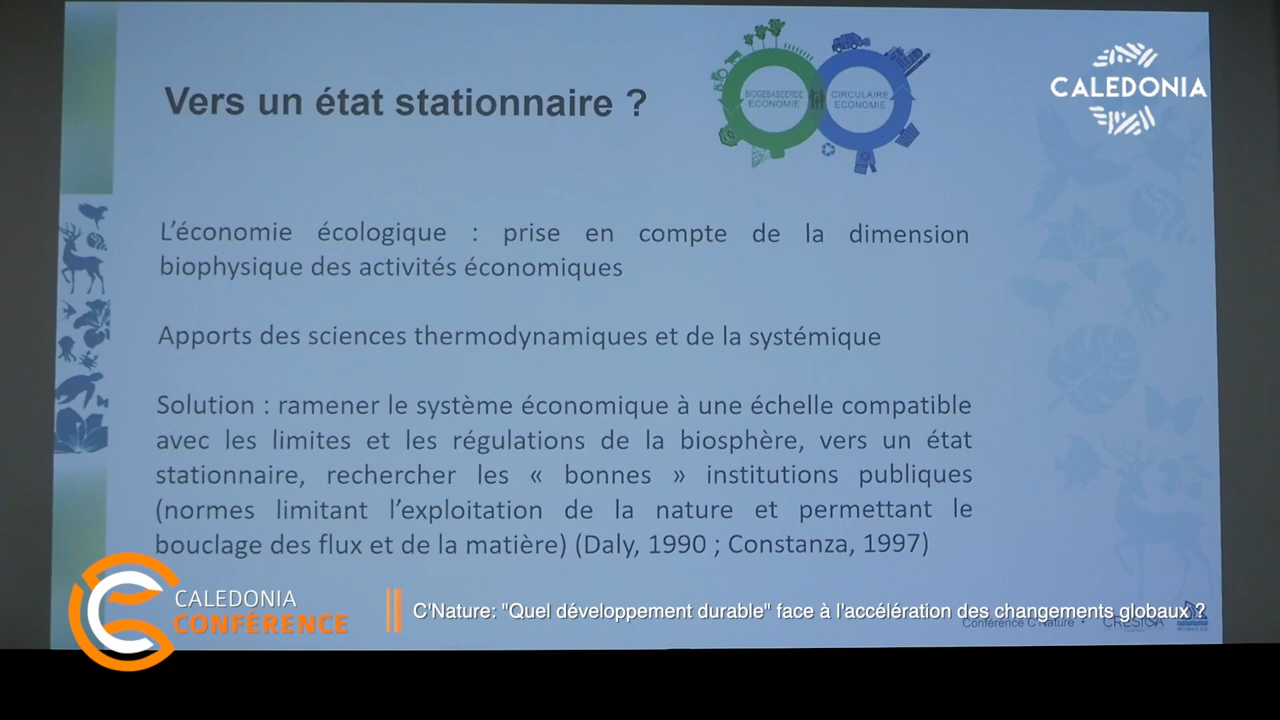 Vers un état stationnaire ?
BIOGEBASEERDE
ECONOMIE
CIRCULAIRE
ECONOMIE
CALEDONIA
L’économie écologique : prise en compte de la dimension
biophysique des activités économiques
Apports des sciences thermodynamiques et de la systémique
Solution : ramener le système économique à une échelle compatible
avec les limites et les régulations de la biosphère, vers un état
stationnaire, rechercher les « bonnes » institutions publiques
(normes limitant l’exploitation de la nature et permettant le
bouclage des flux et de la matière) (Daly, 1990 ; Constanza, 1997)
CALEDONIA
CONFÉRENCE
C'Nature: "Quel développement durable" face à l'accélération des changements globaux ?
Conférence C'Nature
CRESICA